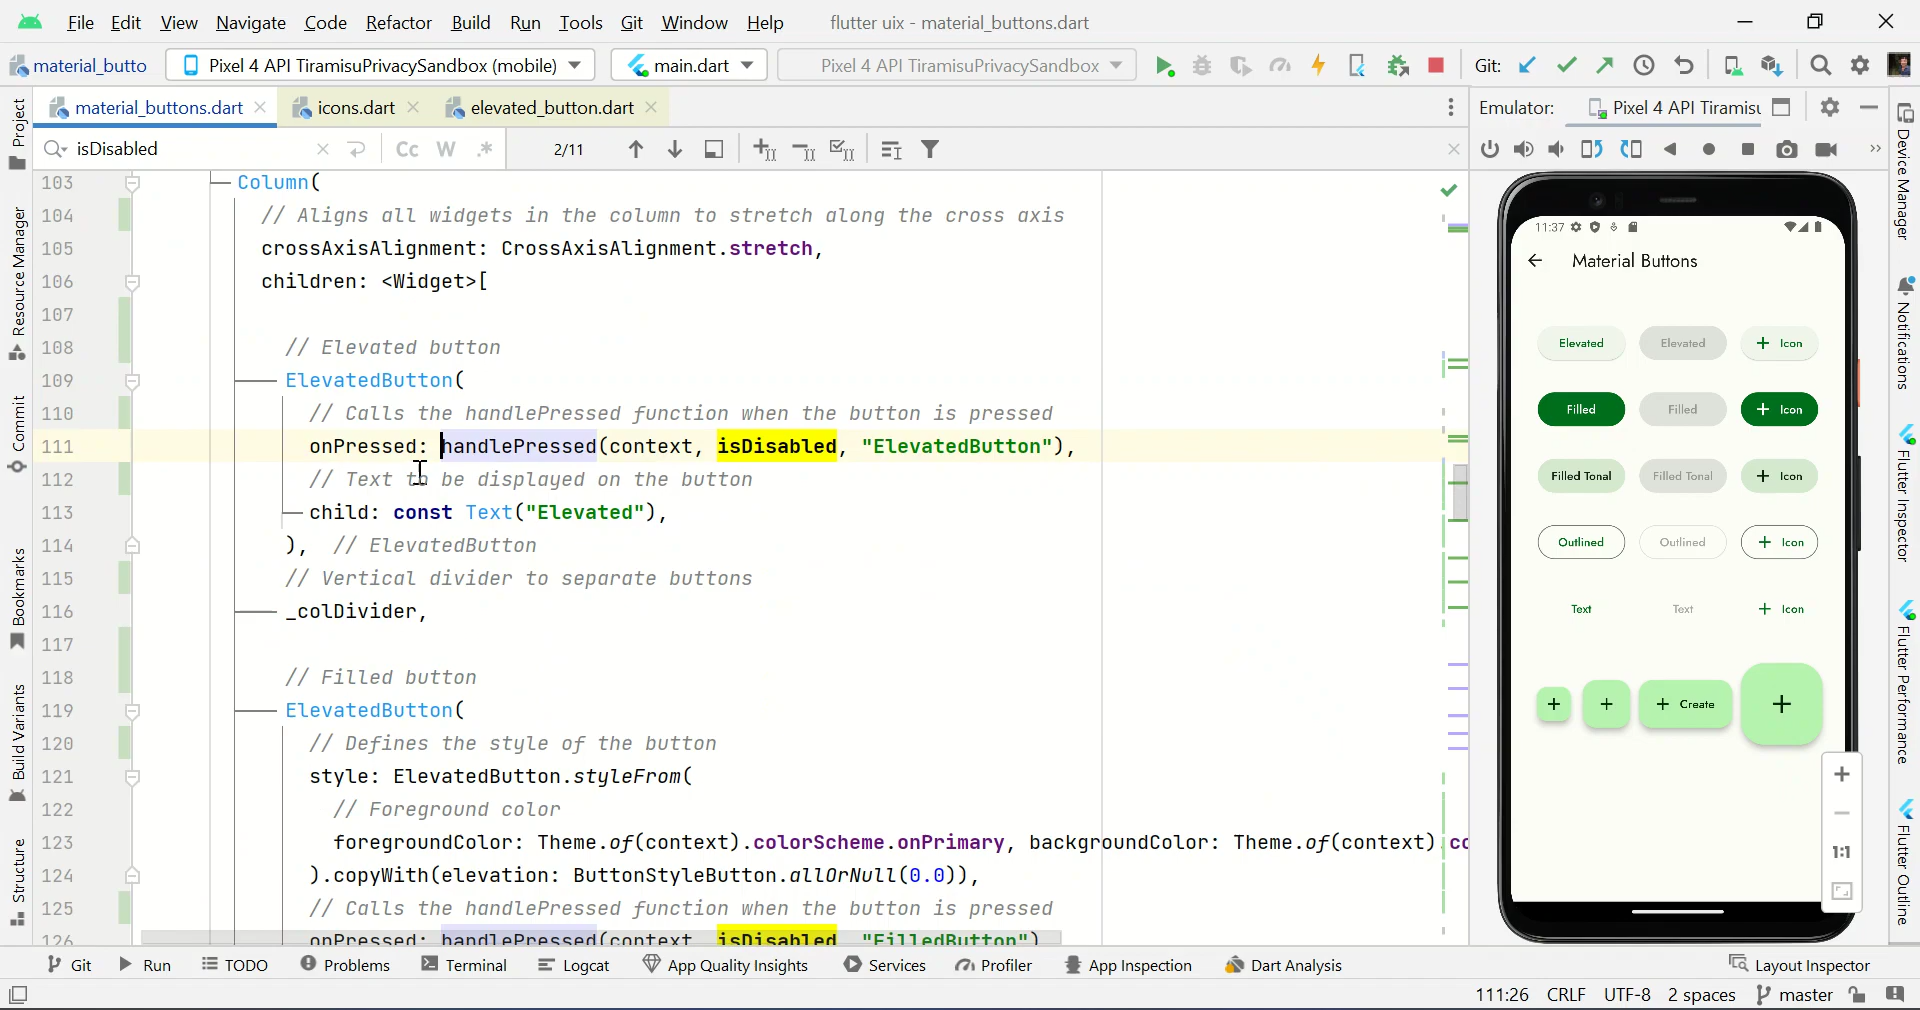 File Edit View Navigate Code Refactor Build Run Tools Git Window Help flutter uix - material_buttons.dart
material_butto Pixel 4 API TiramisuPrivacySandbox (mobile) main.dart Pixel 4 API TiramisuPrivacySandbox Git:
material_buttons.dart icons.dart elevated_button.dart Emulator: Pixel 4 API Tiramisu
isDisabled Cc W .* 2/11
103 Column(
104 // Aligns all widgets in the column to stretch along the cross axis
105 crossAxisAlignment: CrossAxisAlignment.stretch,
106 children: <Widget>[
107
108 // Elevated button
109 ElevatedButton(
110 // Calls the handlePressed function when the button is pressed
111 onPressed: handlePressed(context, isDisabled, "ElevatedButton"),
112 // Text to be displayed on the button
113 child: const Text("Elevated"),
114 ), // ElevatedButton
115 // Vertical divider to separate buttons
116 _colDivider,
117
118 // Filled button
119 ElevatedButton(
120 // Defines the style of the button
121 style: ElevatedButton.styleFrom(
122 // Foreground color
123 foregroundColor: Theme.of(context).colorScheme.onPrimary, backgroundColor: Theme.of(context).co
124 ).copyWith(elevation: ButtonStyleButton.allOrNull(0.0)),
125 // Calls the handlePressed function when the button is pressed
126 onPressed: handlePressed(context, isDisabled, "FilledButton")
Project
Resource Manager
Commit
Bookmarks
Build Variants
Structure
11:37
Material Buttons
Elevated Elevated + Icon
Filled Filled + Icon
Filled Tonal Filled Tonal + Icon
Outlined Outlined + Icon
Text Text + Icon
+ + + Create +
+
−
1:1
Device Manager
Notifications
Flutter Inspector
Flutter Performance
Flutter Outline
Git Run TODO Problems Terminal Logcat App Quality Insights Services Profiler App Inspection Dart Analysis Layout Inspector
111:26 CRLF UTF-8 2 spaces master